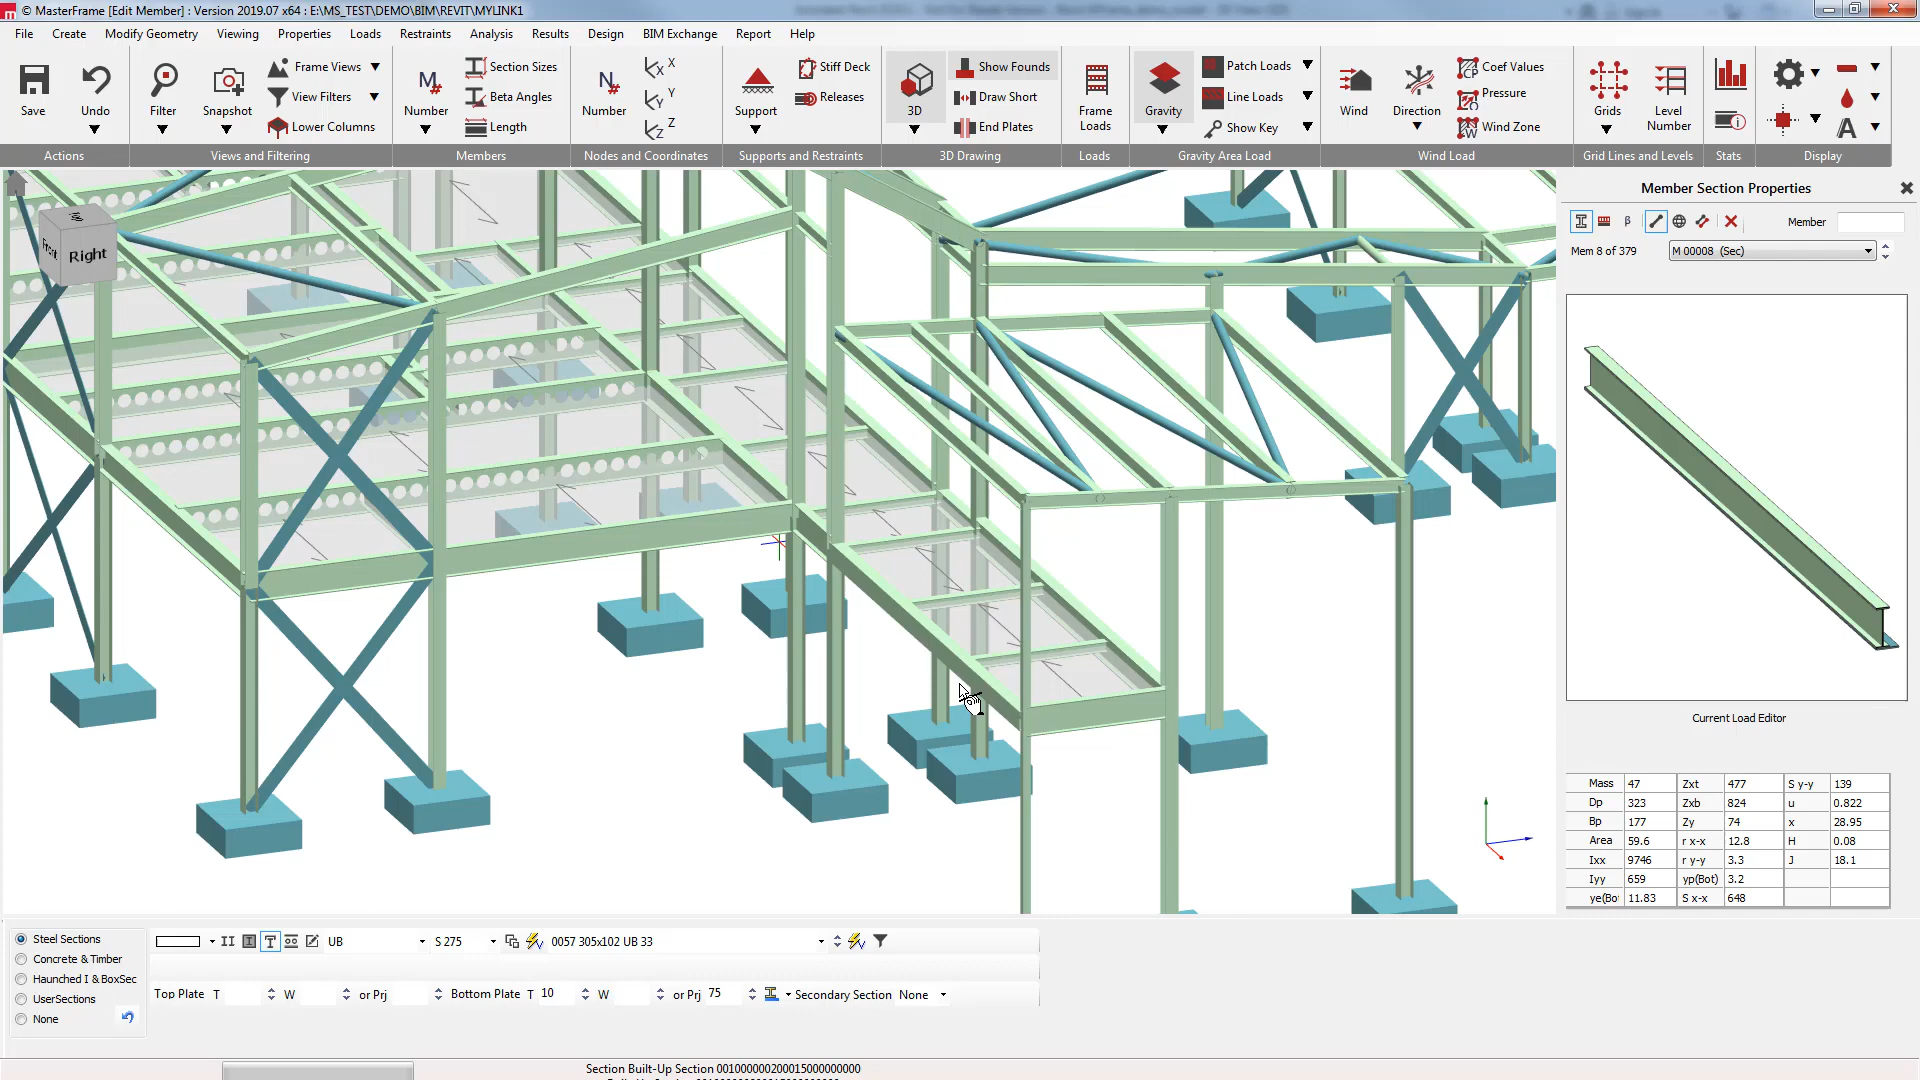 © MasterFrame [Edit Member] : Version 2019.07 x64 : E:\MS_TEST\DEMO\BIM\REVIT\MYLINK1
File Create Modify Geometry Viewing Properties Loads Restraints Analysis Results Design BIM Exchange Report Help
Save
Undo
Actions
Filter
Snapshot
Frame Views
View Filters
Lower Columns
Views and Filtering
M#
Number
Section Sizes
Beta Angles
Length
Members
N#
Number
X X
Y Y
Z Z
Nodes and Coordinates
Support
Stiff Deck
Releases
Supports and Restraints
3D
Show Founds
Draw Short
End Plates
3D Drawing
Frame
Loads
Loads
Gravity
Patch Loads
Line Loads
Show Key
Gravity Area Load
Wind
Direction
CP Coef Values
Pressure
Wind Zone
Wind Load
Grids
Level
Number
Grid Lines and Levels
Stats
A
Display
Front
Right
Member Section Properties
β
Member
Mem 8 of 379
M 00008 (Sec)
Current Load Editor
Mass 47 Zxt 477 S y-y 139
Dp 323 Zxb 824 u 0.822
Bp 177 Zy 74 x 28.95
Area 59.6 r x-x 12.8 H 0.08
Ixx 9746 r y-y 3.3 J 18.1
Iyy 659 yp(Bot) 3.2
ye(Bo 11.83 S x-x 648
Steel Sections
Concrete & Timber
Haunched I & BoxSec
UserSections
None
UB
S 275
0057 305x102 UB 33
Top Plate T W or Prj Bottom Plate T 10 W or Prj 75 Secondary Section None
Section Built-Up Section 00100000200015000000000